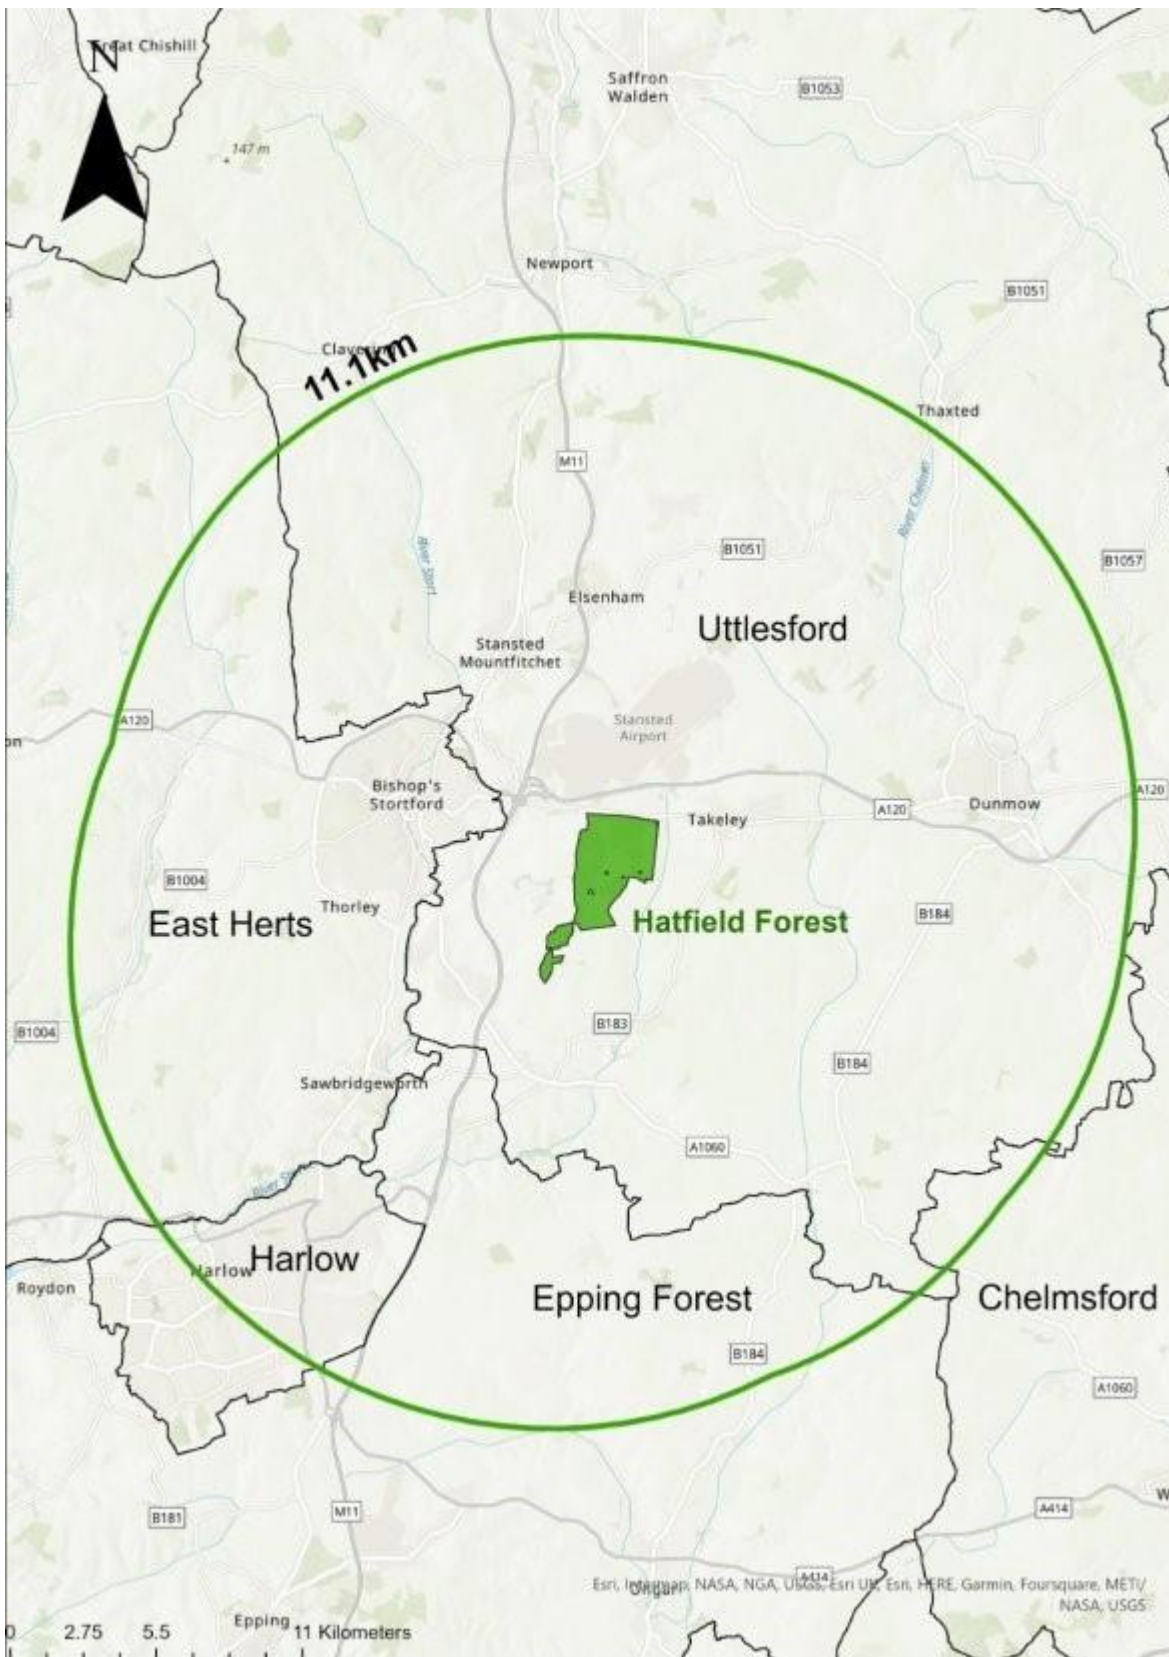 Great Chishill
N
Saffron
Walden
B1053
147 m
Newport
B1051
Clavering
11.1km
Thaxted
M11
River Chelmer
River Stort
B1051
B1057
Elsenham
Uttlesford
Stansted
Mountfitchet
Stansted
Airport
A120
Bishop's
Stortford
A120
Dunmow
A120
Takeley
B1004
Thorley
East Herts
Hatfield Forest
B184
B183
B1004
B184
Sawbridgeworth
A1060
River Stort
Harlow
Harlow
Roydon
Epping Forest
Chelmsford
B184
A1060
B181
M11
A414
A414
Ongar
Esri, Intermap, NASA, NGA, USGS, Esri UK, Esri, HERE, Garmin, Foursquare, METI/
NASA, USGS
Epping
0 2.75 5.5 11 Kilometers